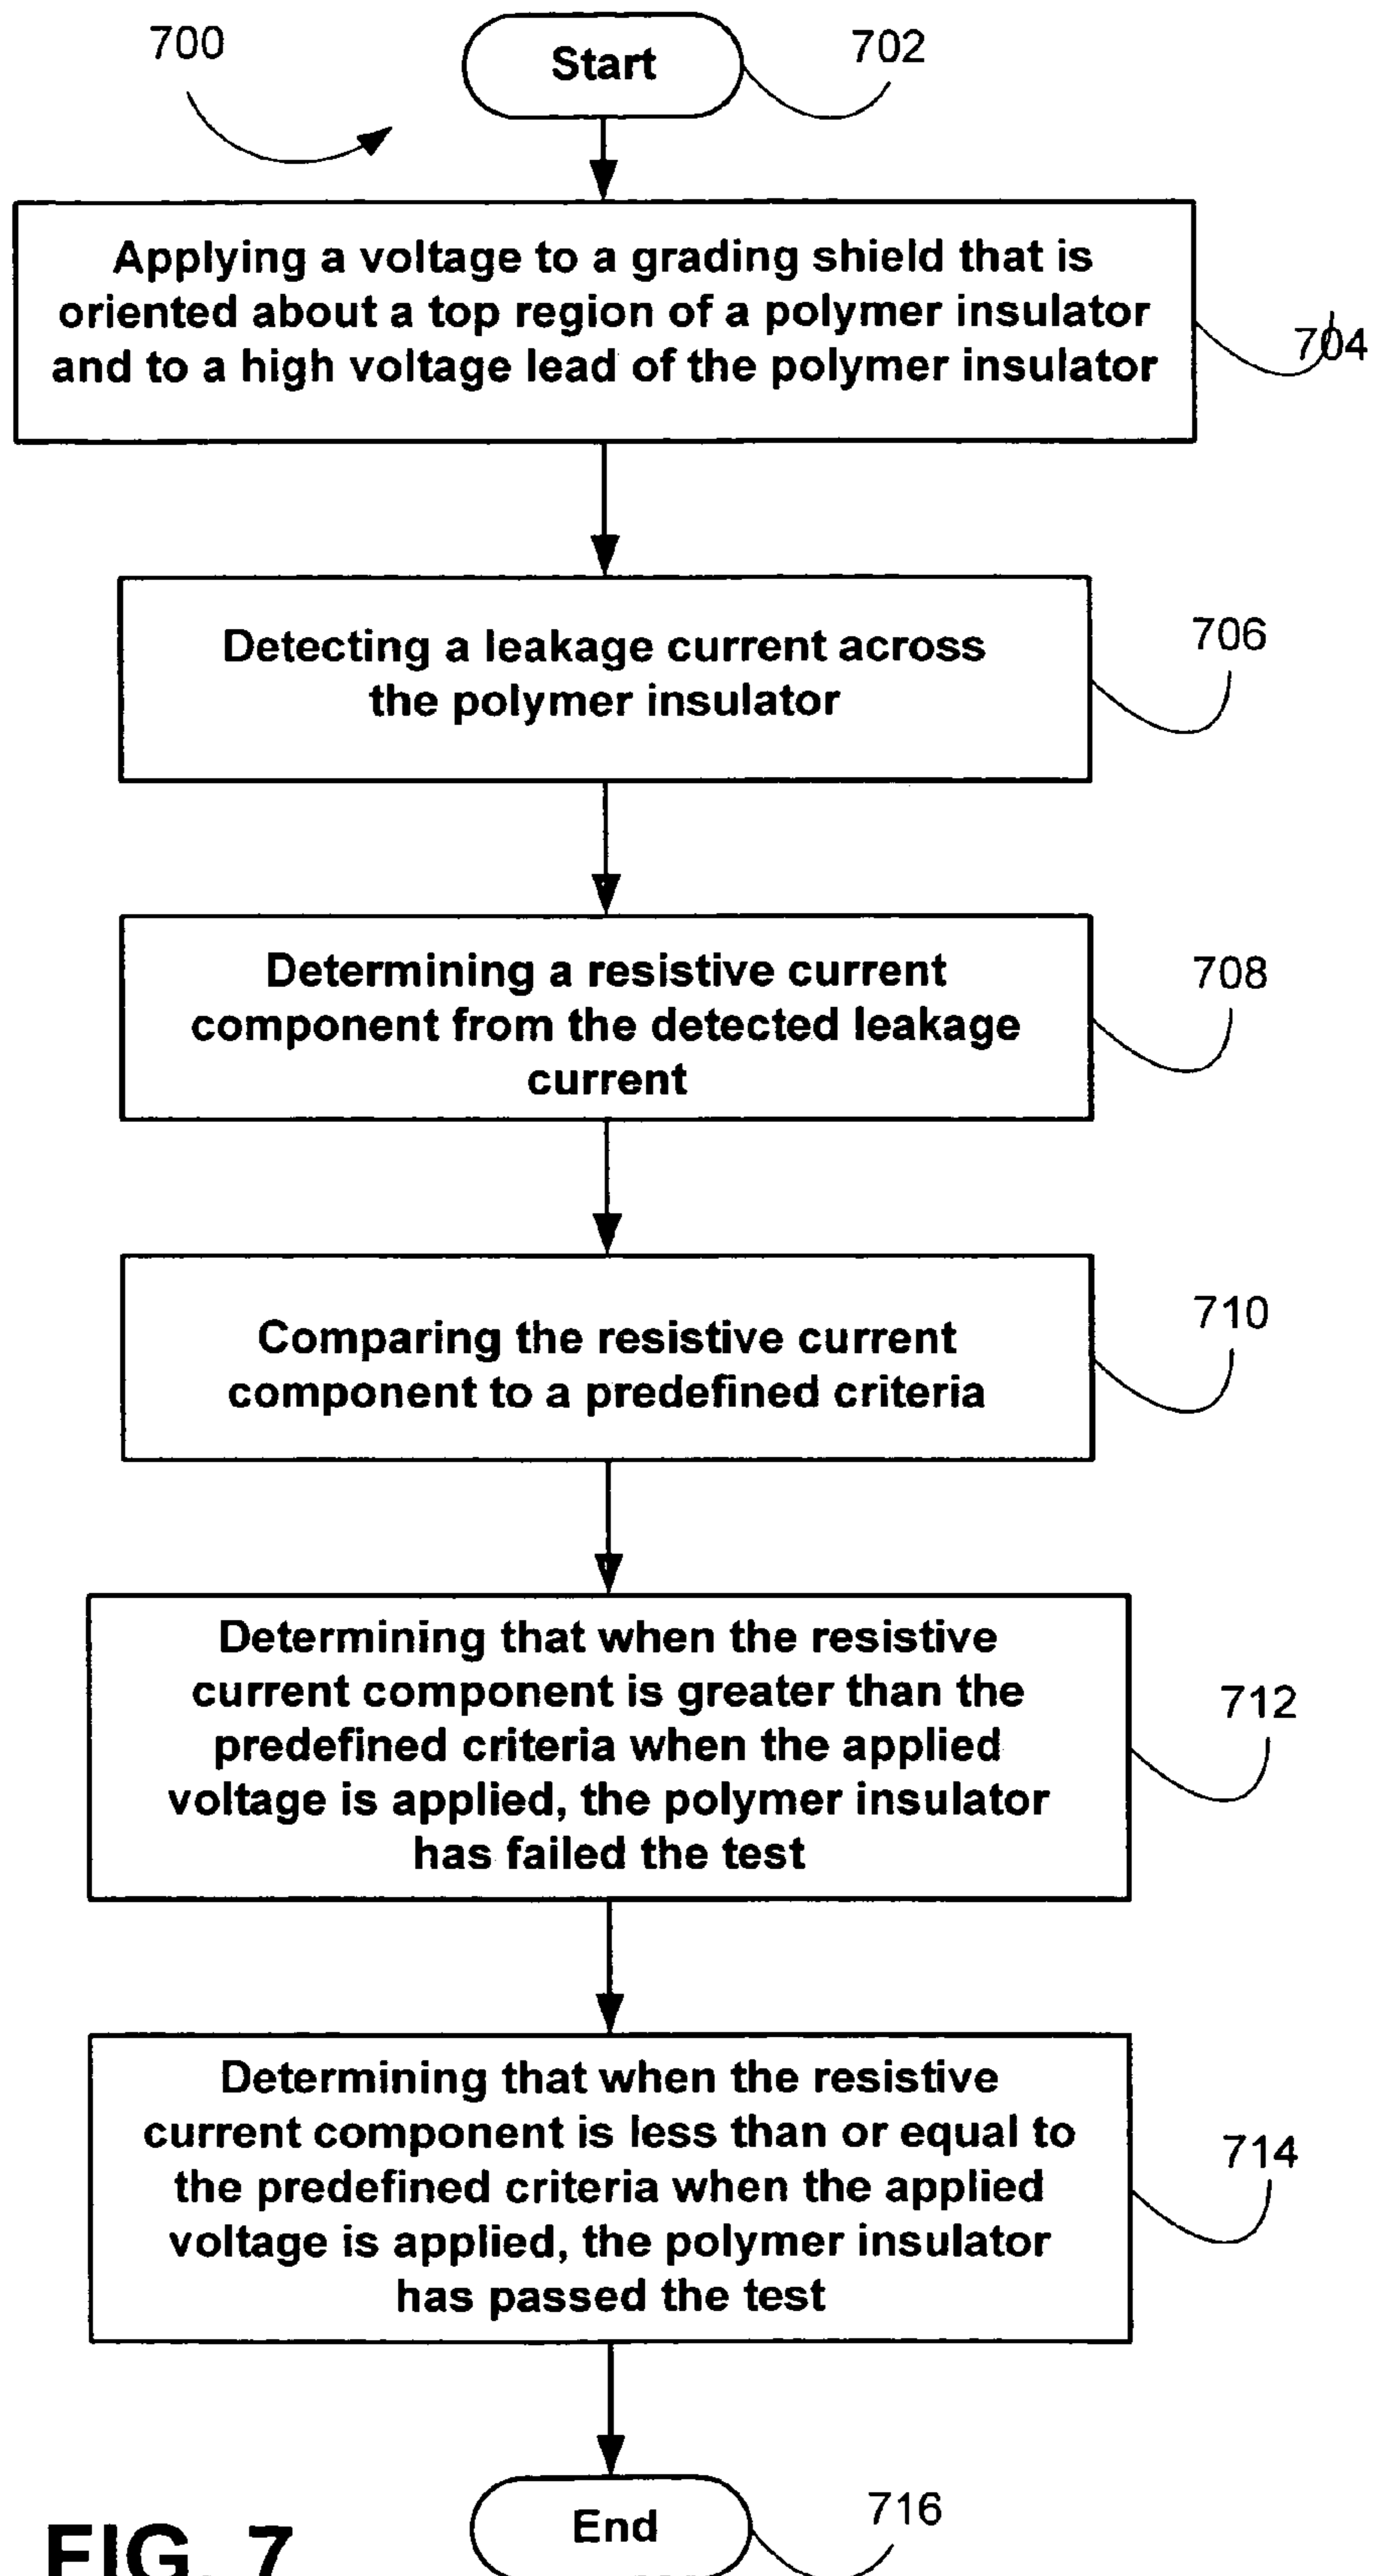 700
Start
702
Applying a voltage to a grading shield that is
oriented about a top region of a polymer insulator
and to a high voltage lead of the polymer insulator
704
Detecting a leakage current across
the polymer insulator
706
Determining a resistive current
component from the detected leakage
current
708
Comparing the resistive current
component to a predefined criteria
710
Determining that when the resistive
current component is greater than the
predefined criteria when the applied
voltage is applied, the polymer insulator
has failed the test
712
Determining that when the resistive
current component is less than or equal to
the predefined criteria when the applied
voltage is applied, the polymer insulator
has passed the test
714
End
716
FIG. 7